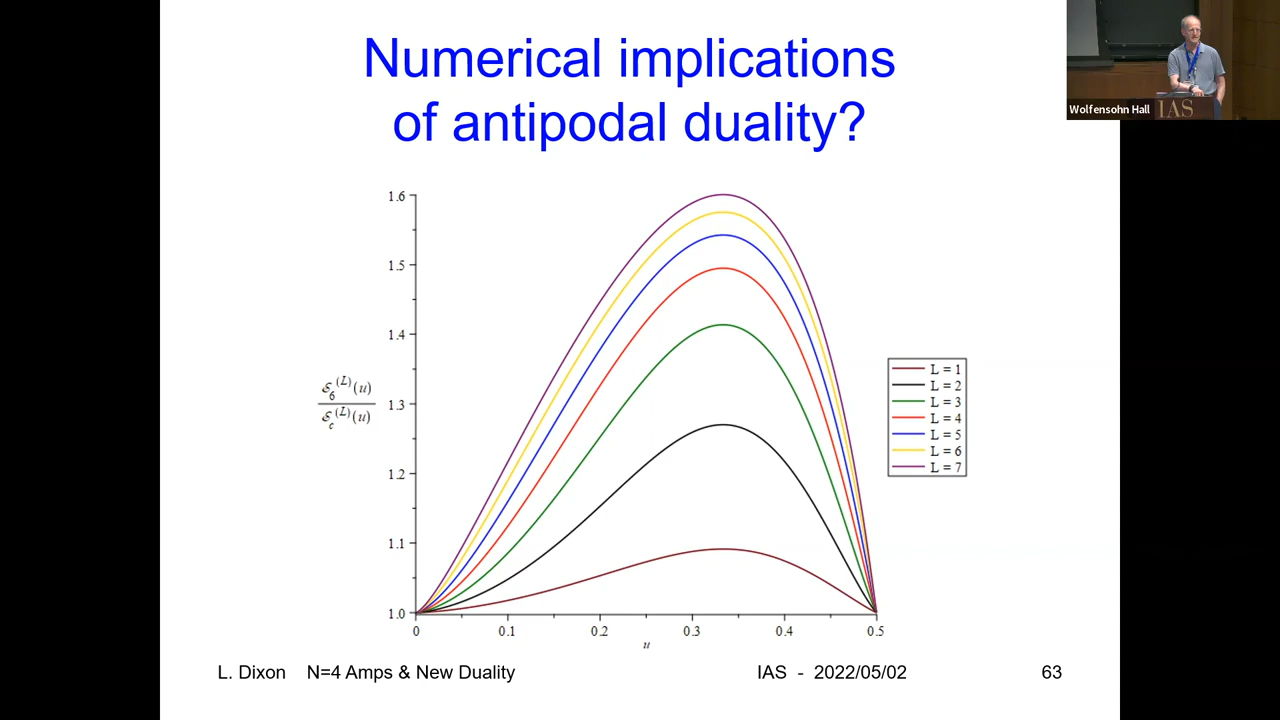 Numerical implications
of antipodal duality?
Wolfensohn Hall
IAS
1.6
1.5
1.4
1.3
1.2
1.1
1.0
ℰ₆⁽ᴸ⁾(u)
ℰ_c⁽ᴸ⁾(u)
0 0.1 0.2 0.3 0.4 0.5
u
L = 1
L = 2
L = 3
L = 4
L = 5
L = 6
L = 7
L. Dixon N=4 Amps & New Duality IAS - 2022/05/02 63